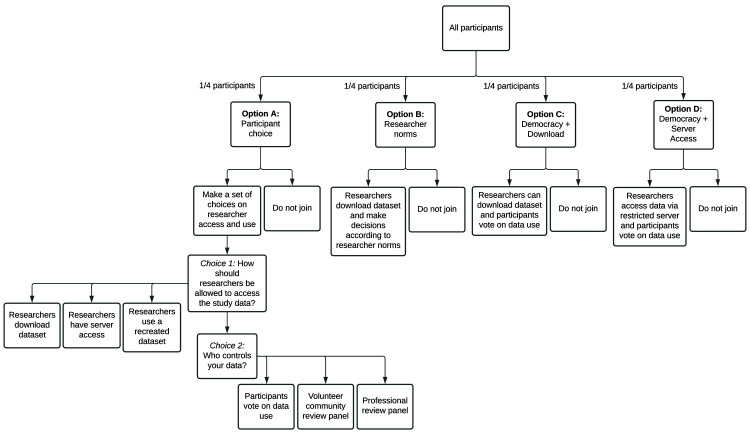 All participants
1/4 participants
1/4 participants
1/4 participants
1/4 participants
Option A:
Participant
choice
Option B:
Researcher
norms
Option C:
Democracy +
Download
Option D:
Democracy +
Server
Access
Make a set of
choices on
researcher
access and use
Do not join
Researchers
download dataset
and make
decisions
according to
researcher norms
Do not join
Researchers can
download dataset
and participants
vote on data use
Do not join
Researchers
access data via
restricted server
and participants
vote on data use
Do not join
Choice 1: How
should
researchers be
allowed to access
the study data?
Researchers
download
dataset
Researchers
have server
access
Researchers
use a
recreated
dataset
Choice 2:
Who controls
your data?
Participants
vote on data
use
Volunteer
community
review panel
Professional
review panel